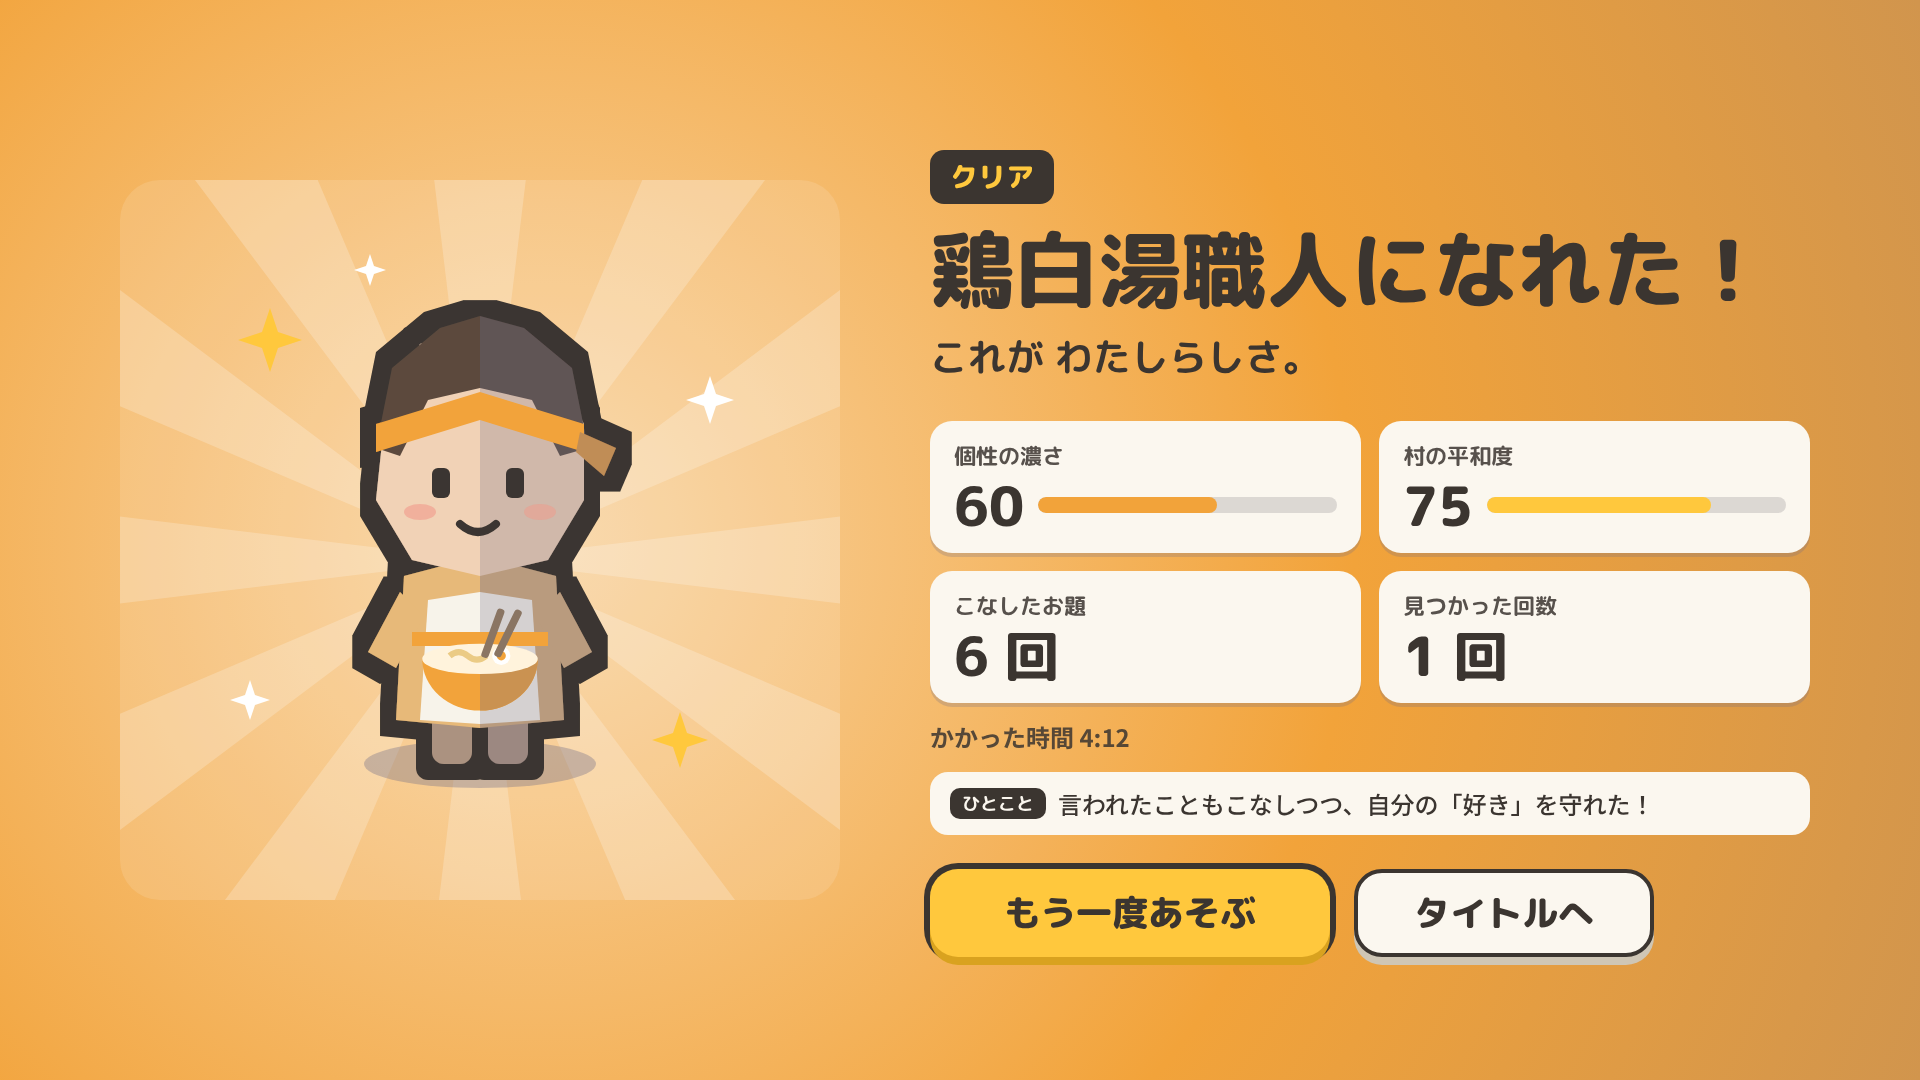 クリア
鶏白湯職人になれた！
これが わたしらしさ。
個性の濃さ
60
村の平和度
75
こなしたお題
6 回
見つかった回数
1 回
かかった時間 4:12
ひとこと 言われたこともこなしつつ、自分の「好き」を守れた！
もう一度あそぶ
タイトルへ